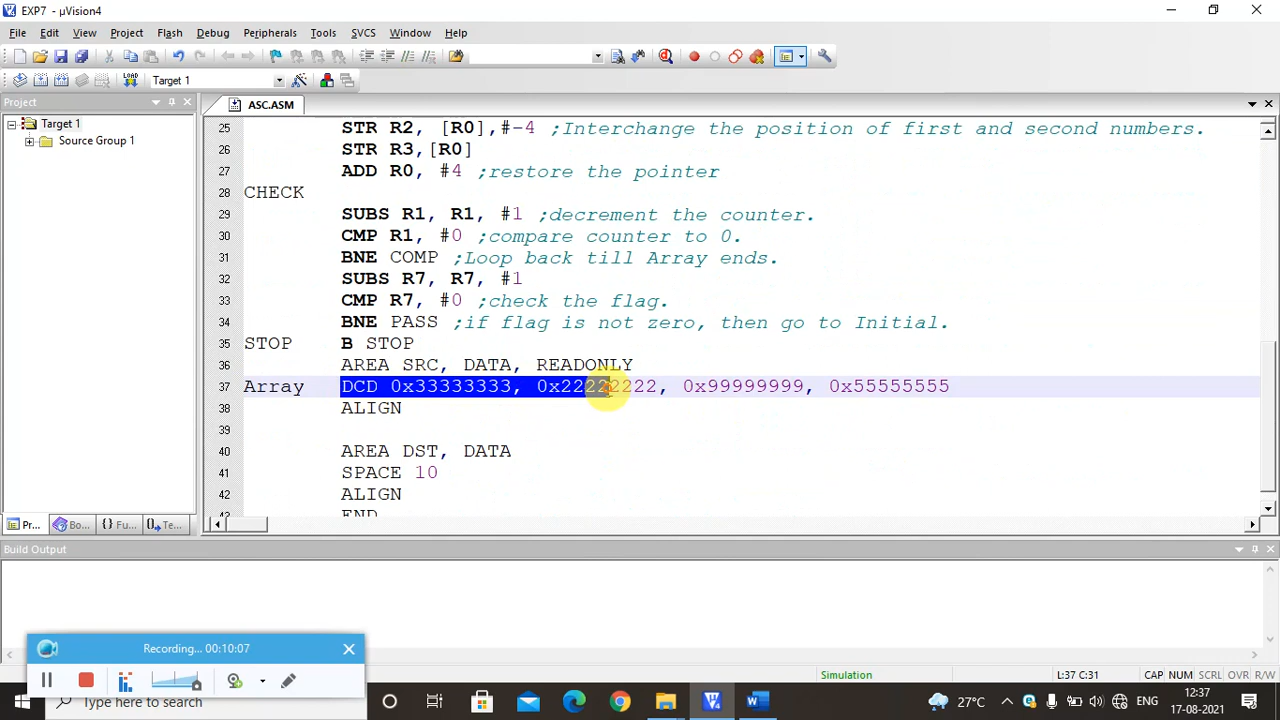 EXP7 - µVision4
File Edit View Project Flash Debug Peripherals Tools SVCS Window Help
LOAD Target 1
Project
Target 1
Source Group 1
ASC.ASM
25 STR R2, [R0],#-4 ;Interchange the position of first and second numbers.
26 STR R3,[R0]
27 ADD R0, #4 ;restore the pointer
28 CHECK
29 SUBS R1, R1, #1 ;decrement the counter.
30 CMP R1, #0 ;compare counter to 0.
31 BNE COMP ;Loop back till Array ends.
32 SUBS R7, R7, #1
33 CMP R7, #0 ;check the flag.
34 BNE PASS ;if flag is not zero, then go to Initial.
35 STOP B STOP
36 AREA SRC, DATA, READONLY
37 Array DCD 0x33333333, 0x22222222, 0x99999999, 0x55555555
38 ALIGN
39
40 AREA DST, DATA
41 SPACE 10
42 ALIGN
END
Pr... Bo... {} Fu... Te...
Build Output
Recording... 00:10:07
Simulation L:37 C:31 CAP NUM SCRL OVR R/W
Type here to search
27°C ENG 12:37
17-08-2021